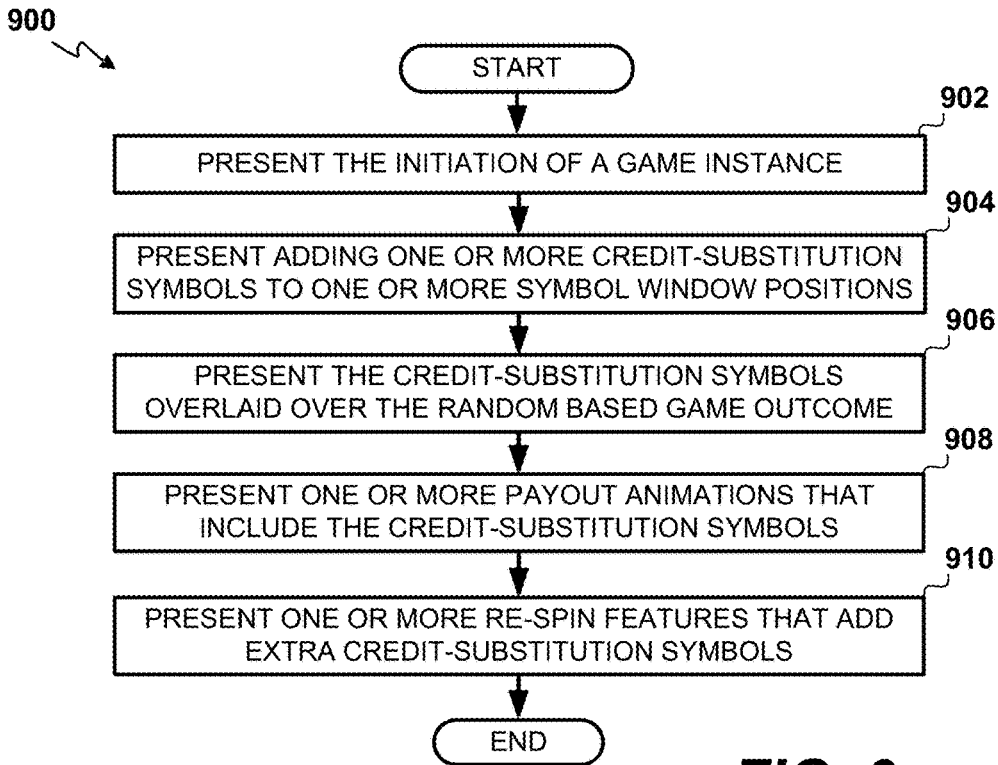 900
START
902
PRESENT THE INITIATION OF A GAME INSTANCE
904
PRESENT ADDING ONE OR MORE CREDIT-SUBSTITUTION
SYMBOLS TO ONE OR MORE SYMBOL WINDOW POSITIONS
906
PRESENT THE CREDIT-SUBSTITUTION SYMBOLS
OVERLAID OVER THE RANDOM BASED GAME OUTCOME
908
PRESENT ONE OR MORE PAYOUT ANIMATIONS THAT
INCLUDE THE CREDIT-SUBSTITUTION SYMBOLS
910
PRESENT ONE OR MORE RE-SPIN FEATURES THAT ADD
EXTRA CREDIT-SUBSTITUTION SYMBOLS
END